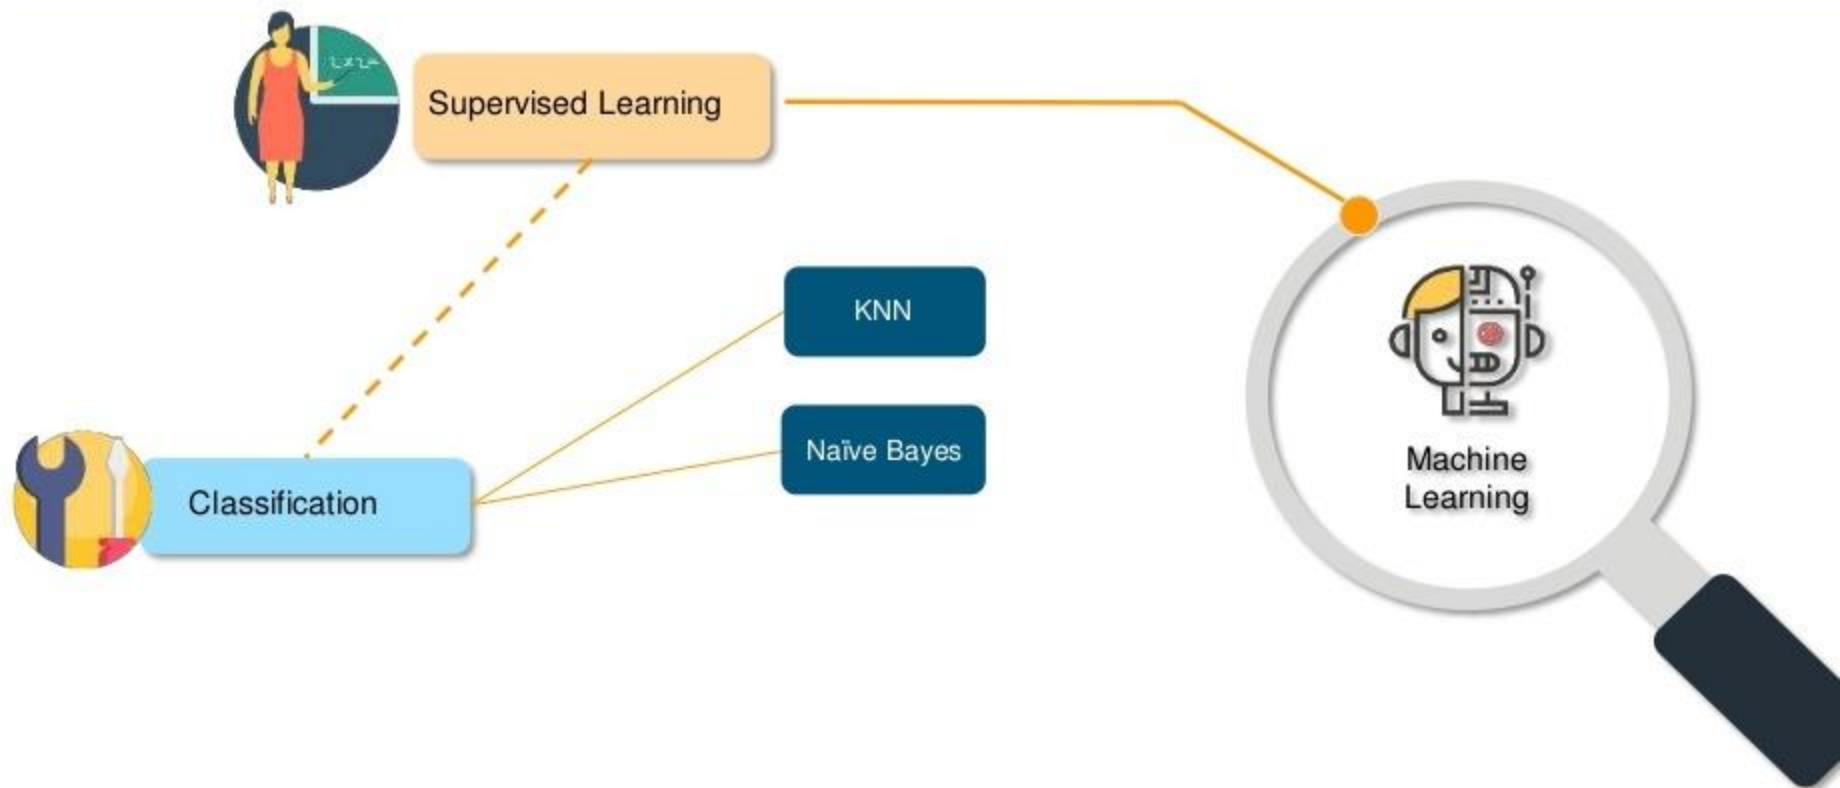 Supervised Learning
KNN
Naïve Bayes
Classification
Machine
Learning